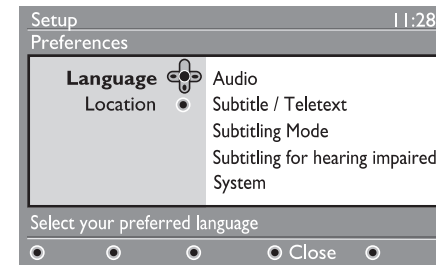 Setup 11:28
Preferences
Language Audio
Location Subtitle / Teletext
Subtitling Mode
Subtitling for hearing impaired
System
Select your preferred language
Close